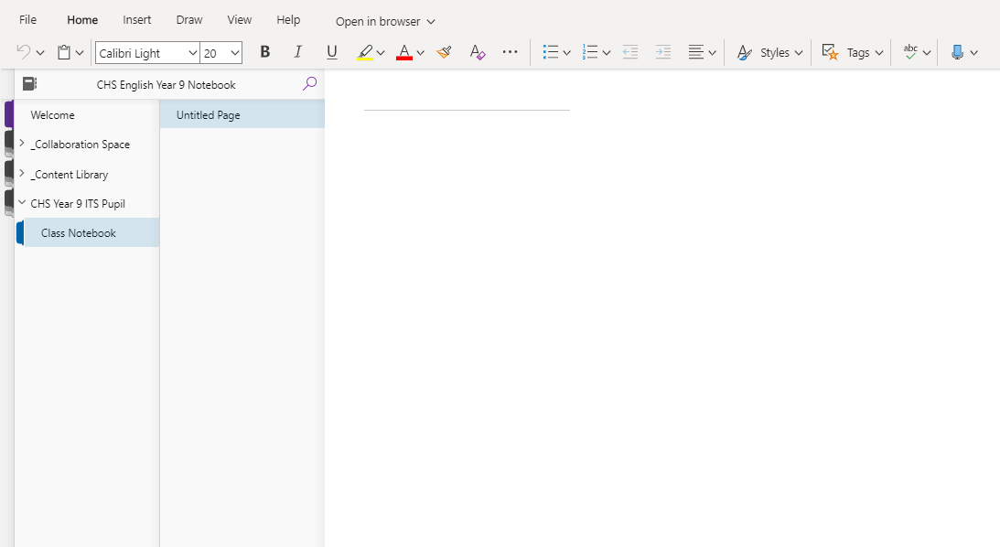 File Home Insert Draw View Help Open in browser
Calibri Light 20 B I U A A Styles Tags abc
CHS English Year 9 Notebook
Welcome
_Collaboration Space
_Content Library
CHS Year 9 ITS Pupil
Class Notebook
Untitled Page